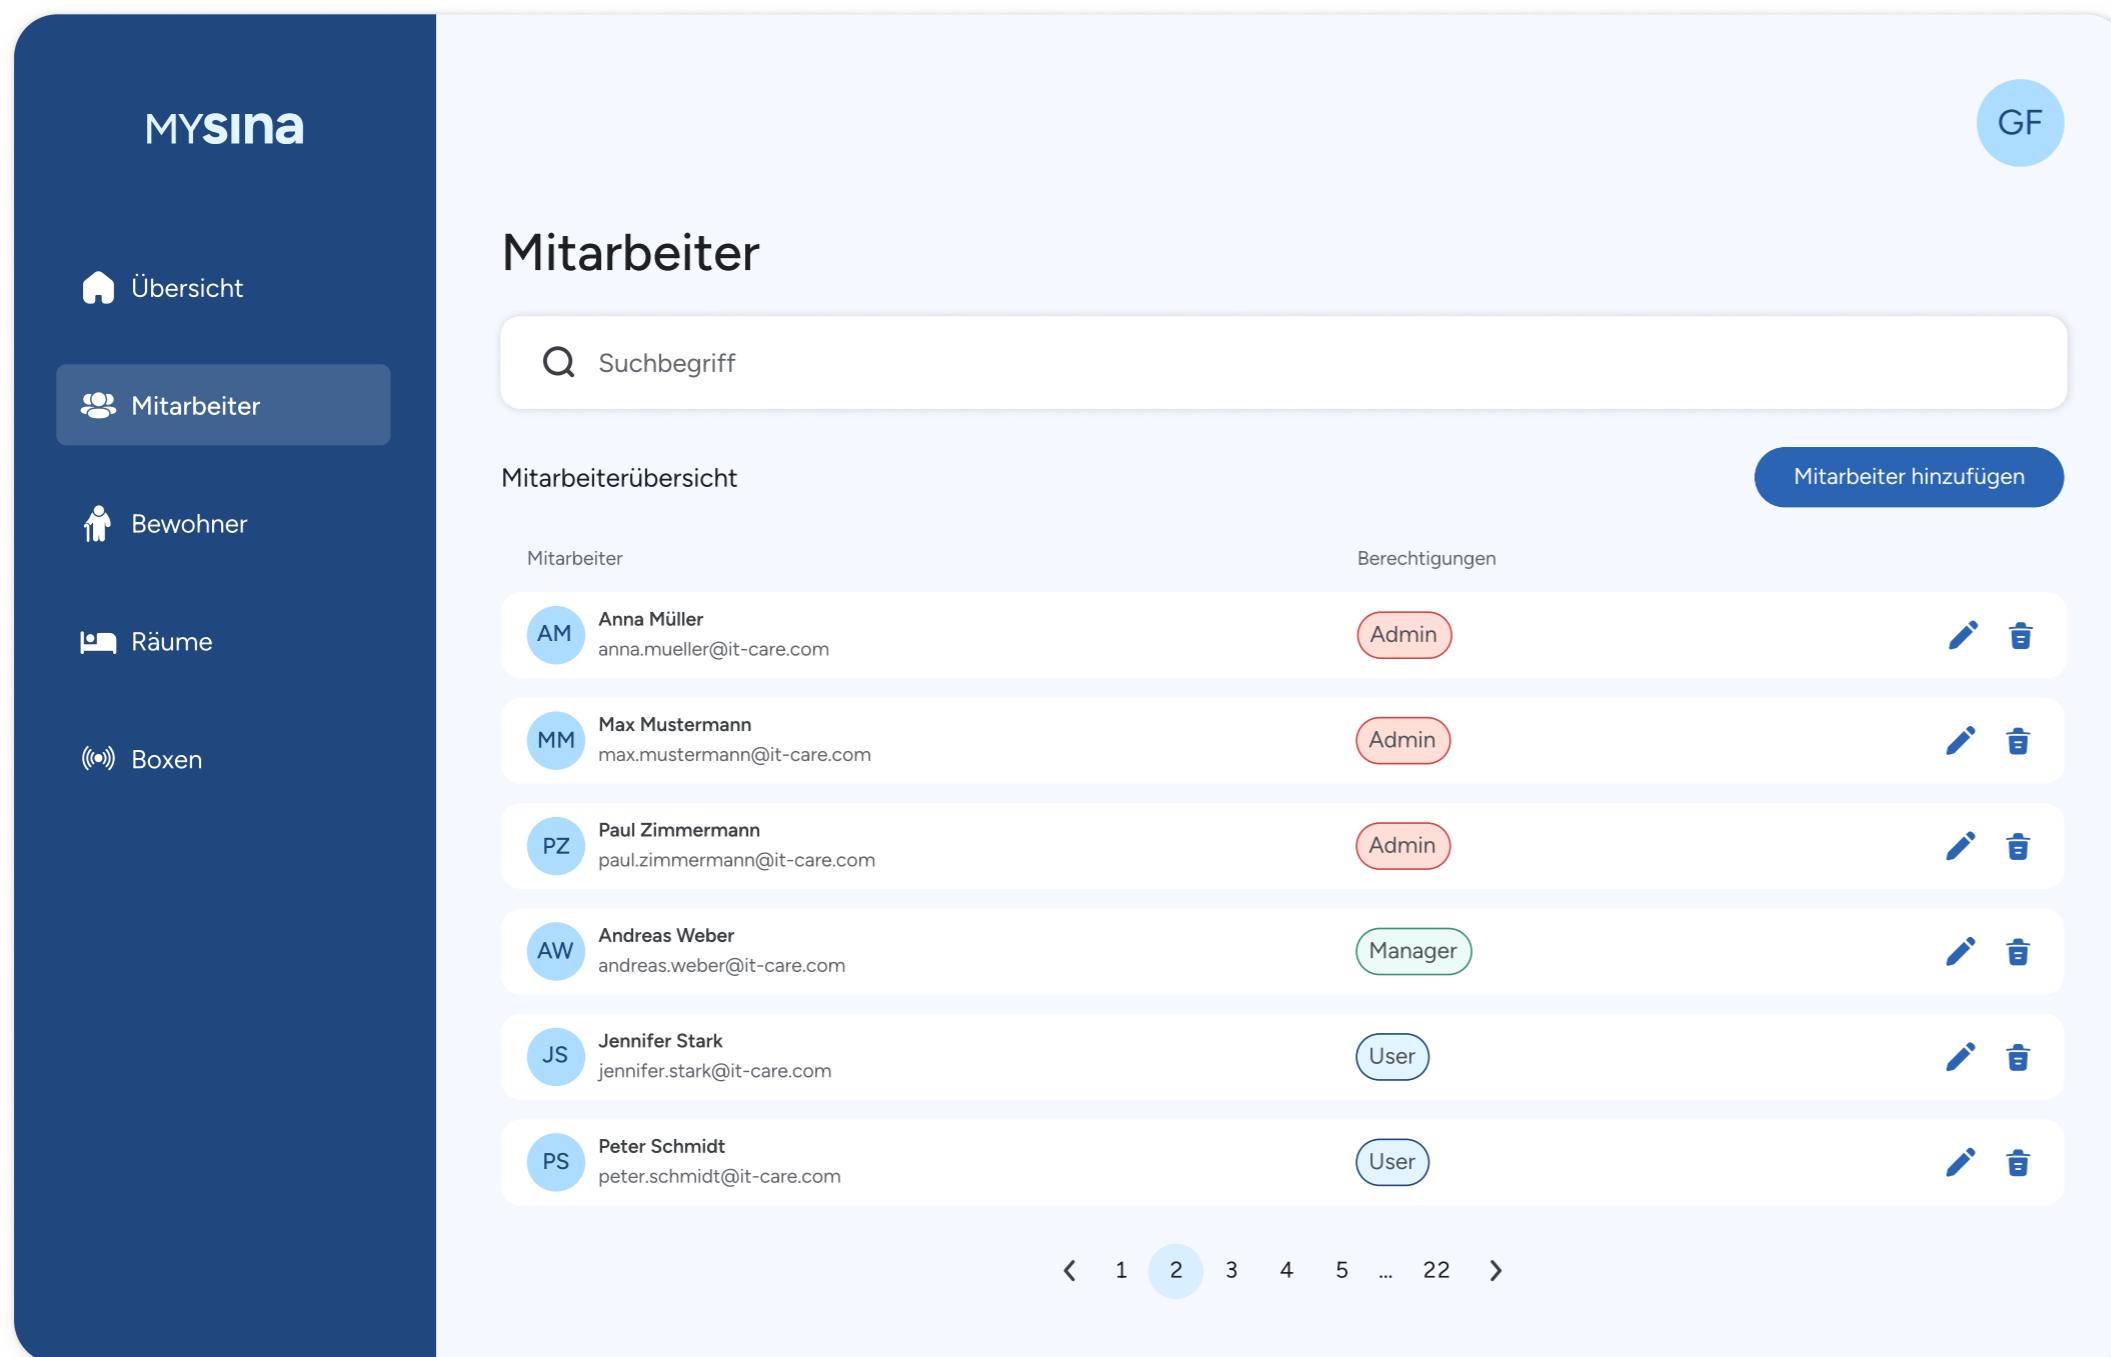 MYsına
GF
Übersicht
Mitarbeiter
Bewohner
Räume
Boxen
Mitarbeiter
Suchbegriff
Mitarbeiterübersicht
Mitarbeiter hinzufügen
Mitarbeiter Berechtigungen
AM Anna Müller
anna.mueller@it-care.com
Admin
MM Max Mustermann
max.mustermann@it-care.com
Admin
PZ Paul Zimmermann
paul.zimmermann@it-care.com
Admin
AW Andreas Weber
andreas.weber@it-care.com
Manager
JS Jennifer Stark
jennifer.stark@it-care.com
User
PS Peter Schmidt
peter.schmidt@it-care.com
User
1 2 3 4 5 ... 22